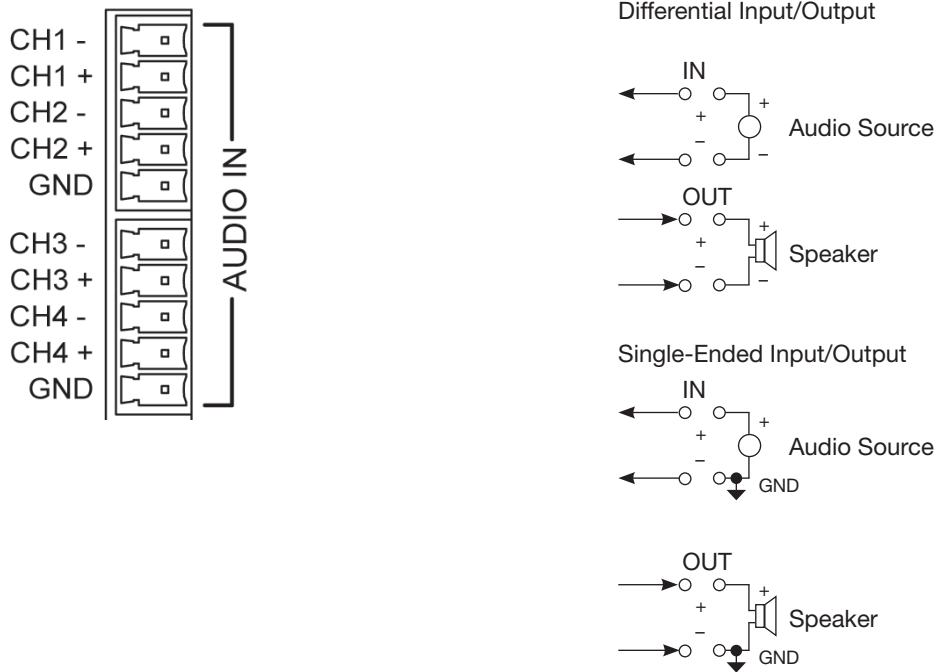 CH1 -
CH1 +
CH2 -
CH2 +
GND
CH3 -
CH3 +
CH4 -
CH4 +
GND
AUDIO IN
Differential Input/Output
IN
+
+
Audio Source
–
–
OUT
+
+
Speaker
–
–
Single-Ended Input/Output
IN
+
+
Audio Source
–
GND
OUT
+
+
Speaker
–
GND